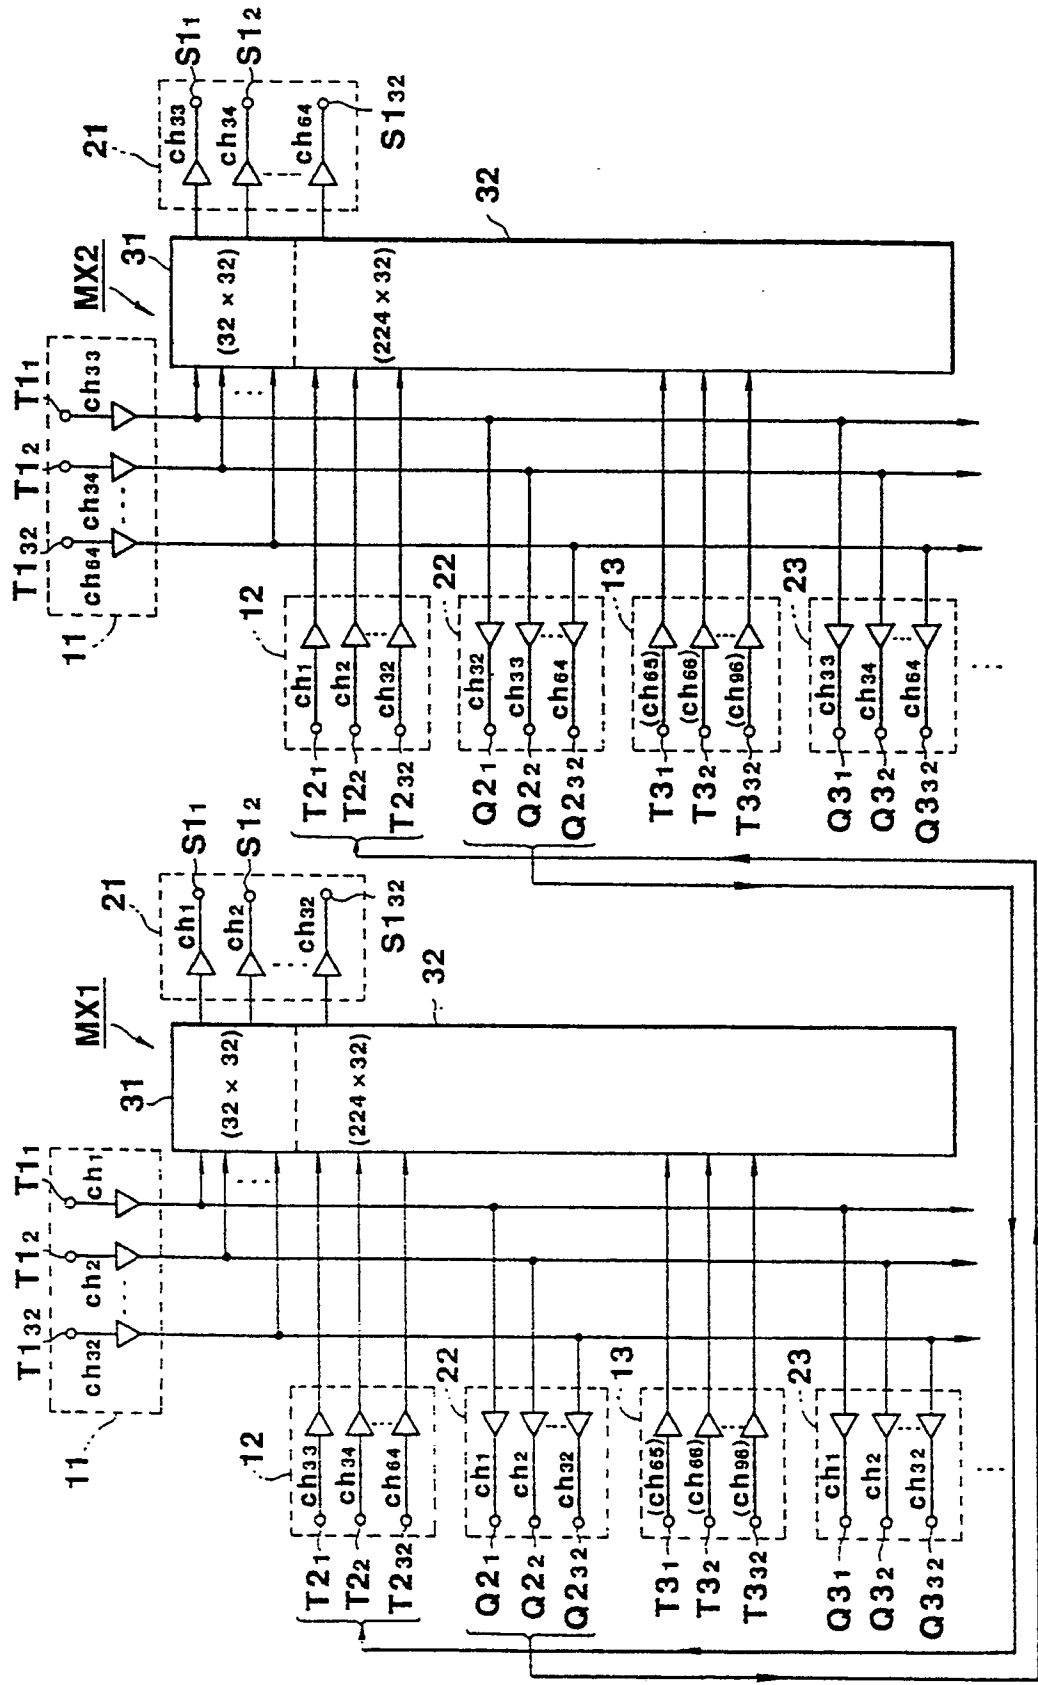 MX1
11
T1₁
T1₂
T1₃₂
ch₁
ch₂
ch₃₂
31
(32 × 32)
(224 × 32)
32
21
ch₁
ch₂
ch₃₂
S1₁
S1₂
S1₃₂
12
ch₃₃
ch₃₄
ch₆₄
T2₁
T2₂
T2₃₂
22
ch₁
ch₂
ch₃₂
Q2₁
Q2₂
Q2₃₂
13
(ch₆₅)
(ch₆₆)
(ch₉₆)
T3₁
T3₂
T3₃₂
23
ch₁
ch₂
ch₃₂
Q3₁
Q3₂
Q3₃₂
MX2
11
T1₁
T1₂
T1₃₂
ch₃₃
ch₃₄
ch₆₄
31
(32 × 32)
(224 × 32)
32
21
ch₃₃
ch₃₄
ch₆₄
S1₁
S1₂
S1₃₂
12
ch₁
ch₂
ch₃₂
T2₁
T2₂
T2₃₂
22
ch₃₂
ch₃₃
ch₆₄
Q2₁
Q2₂
Q2₃₂
13
(ch₆₅)
(ch₆₆)
(ch₉₆)
T3₁
T3₂
T3₃₂
23
ch₃₃
ch₃₄
ch₆₄
Q3₁
Q3₂
Q3₃₂